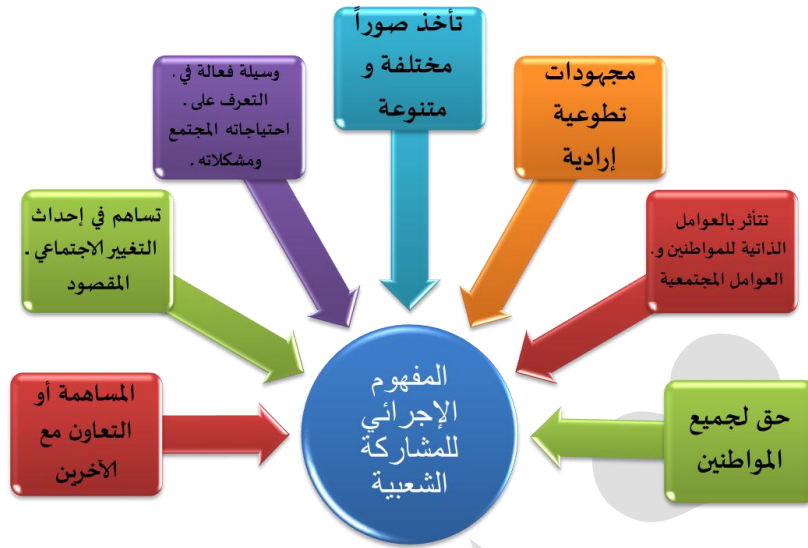 تأخذ صوراً
مختلفة و
متنوعة
مجهودات
تطوعية
إرادية
وسيلة فعالة في .
التعرف على .
احتياجاته المجتمع
ومشكلاته .
تتأثر بالعوامل
الذاتية للمواطنين و.
العوامل المجتمعية
تساهم في إحداث
التغيير الاجتماعي .
المقصود
حق لجميع
المواطنين
المساهمة أو
التعاون مع
الآخرين
المفهوم
الإجرائي
للمشاركة
الشعبية